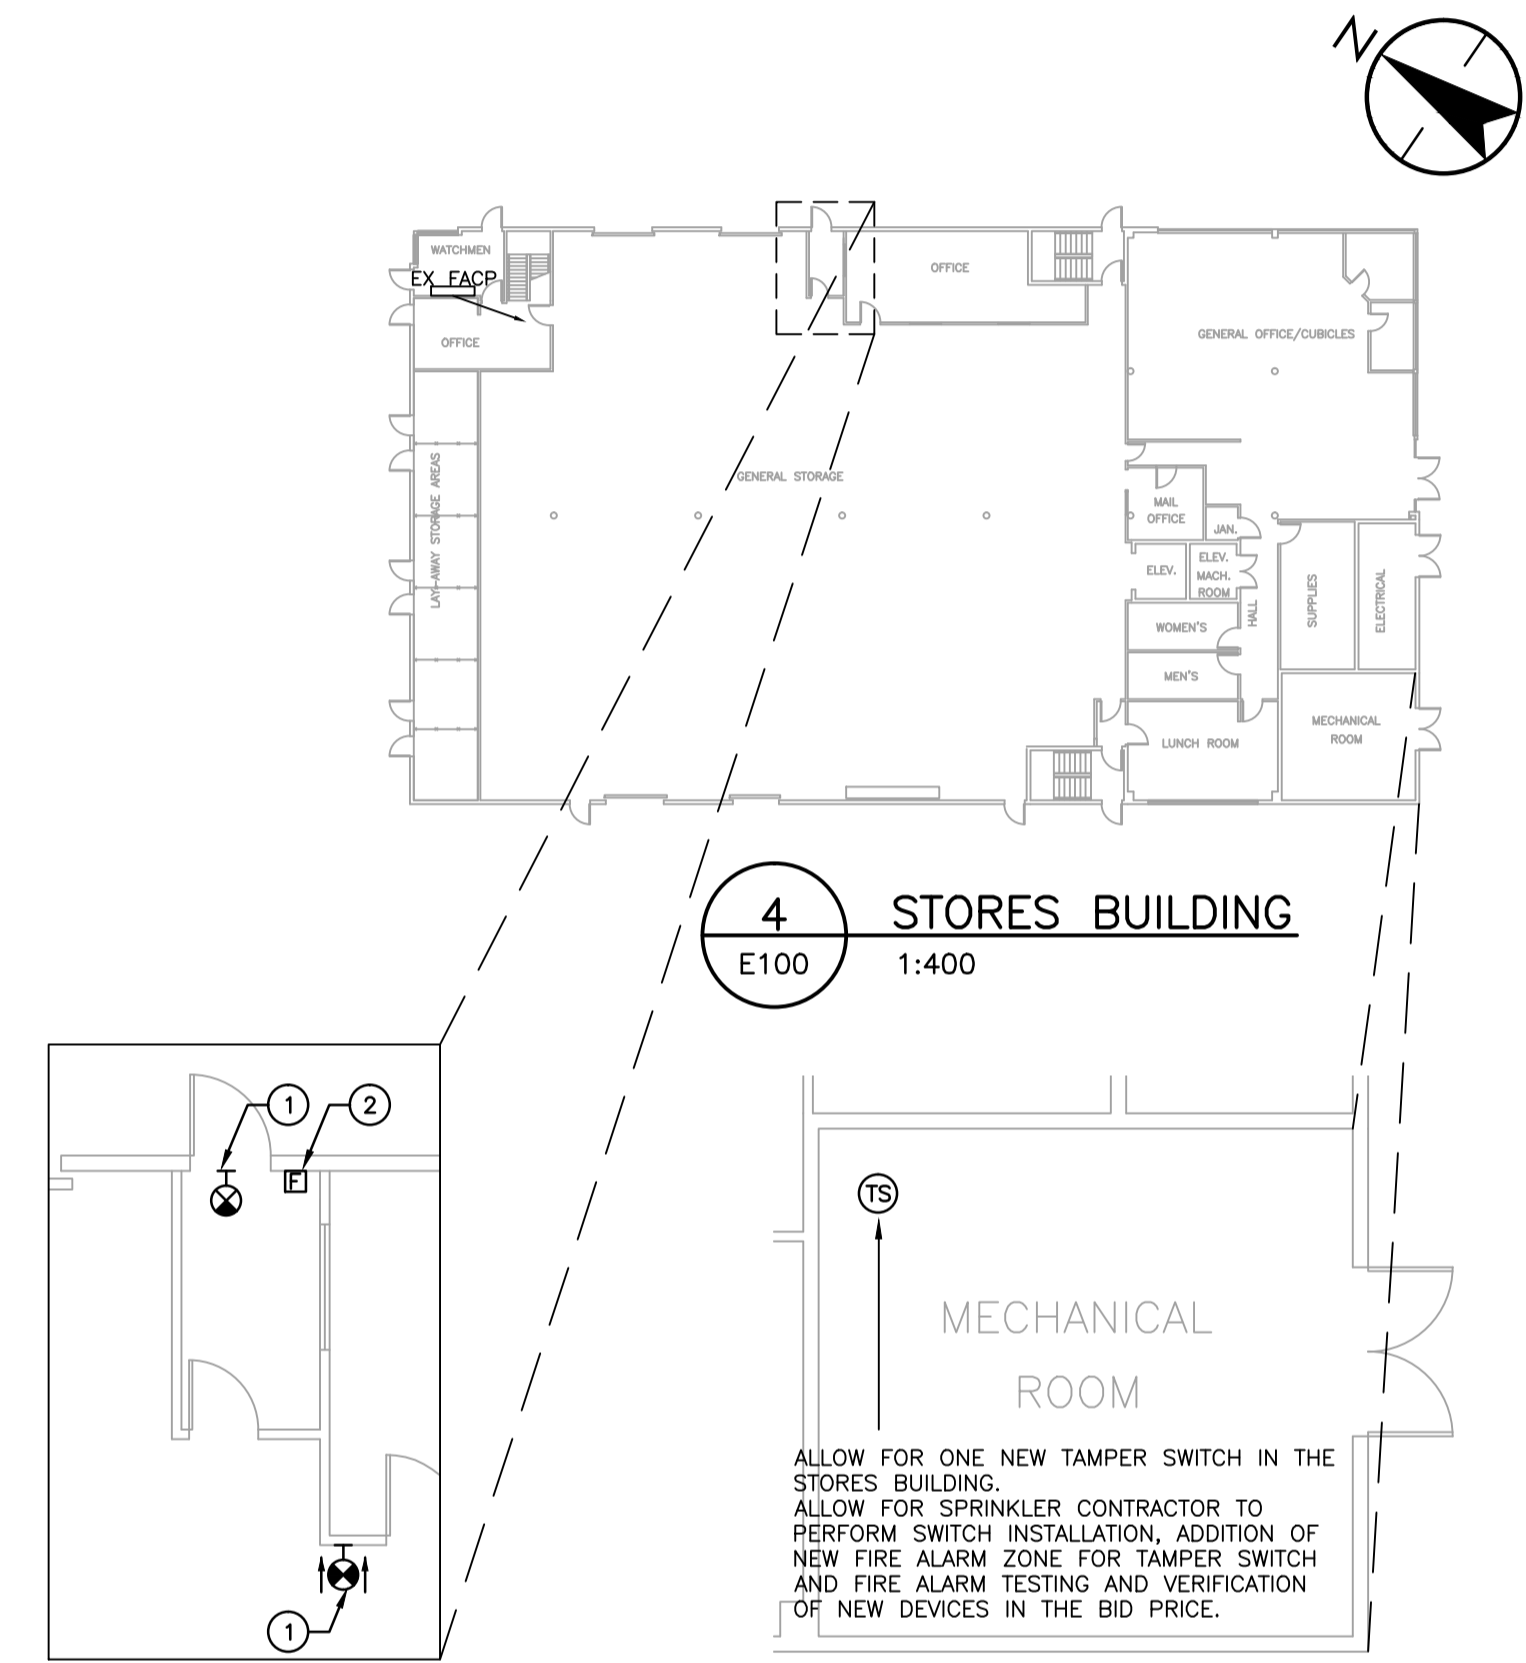 N
WATCHMEN
EX FACP
OFFICE
OFFICE
GENERAL OFFICE/CUBICLES
GENERAL STORAGE
LAY-AWAY STORAGE AREAS
MAIL
OFFICE
JAN.
ELEV.
ELEV.
MACH.
ROOM
HALL
SUPPLIES
ELECTRICAL
WOMEN'S
MEN'S
LUNCH ROOM
MECHANICAL
ROOM
4
STORES BUILDING
E100
1:400
1
2
F
1
TS
MECHANICAL
ROOM
ALLOW FOR ONE NEW TAMPER SWITCH IN THE
STORES BUILDING.
ALLOW FOR SPRINKLER CONTRACTOR TO
PERFORM SWITCH INSTALLATION, ADDITION OF
NEW FIRE ALARM ZONE FOR TAMPER SWITCH
AND FIRE ALARM TESTING AND VERIFICATION
OF NEW DEVICES IN THE BID PRICE.